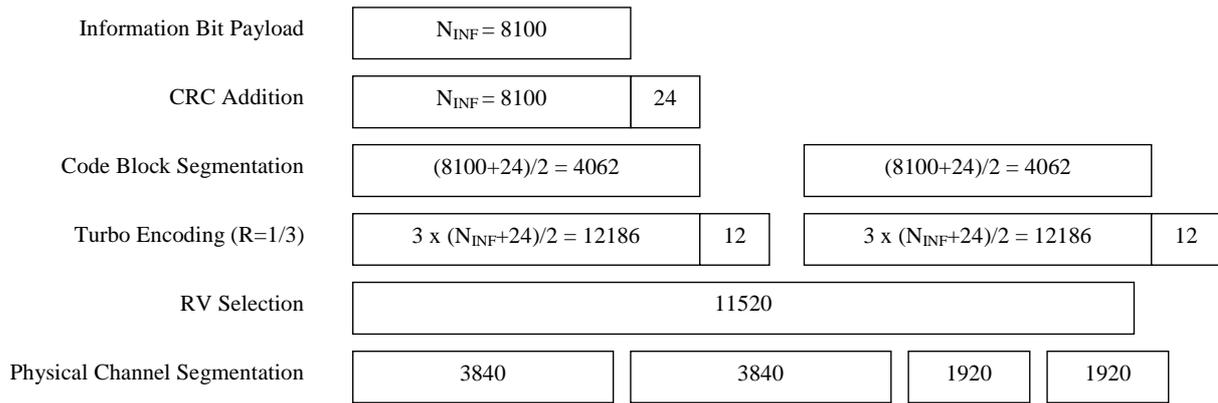 Information Bit Payload N_INF = 8100
CRC Addition N_INF = 8100 24
Code Block Segmentation (8100+24)/2 = 4062 (8100+24)/2 = 4062
Turbo Encoding (R=1/3) 3 x (N_INF+24)/2 = 12186 12 3 x (N_INF+24)/2 = 12186 12
RV Selection 11520
Physical Channel Segmentation 3840 3840 1920 1920